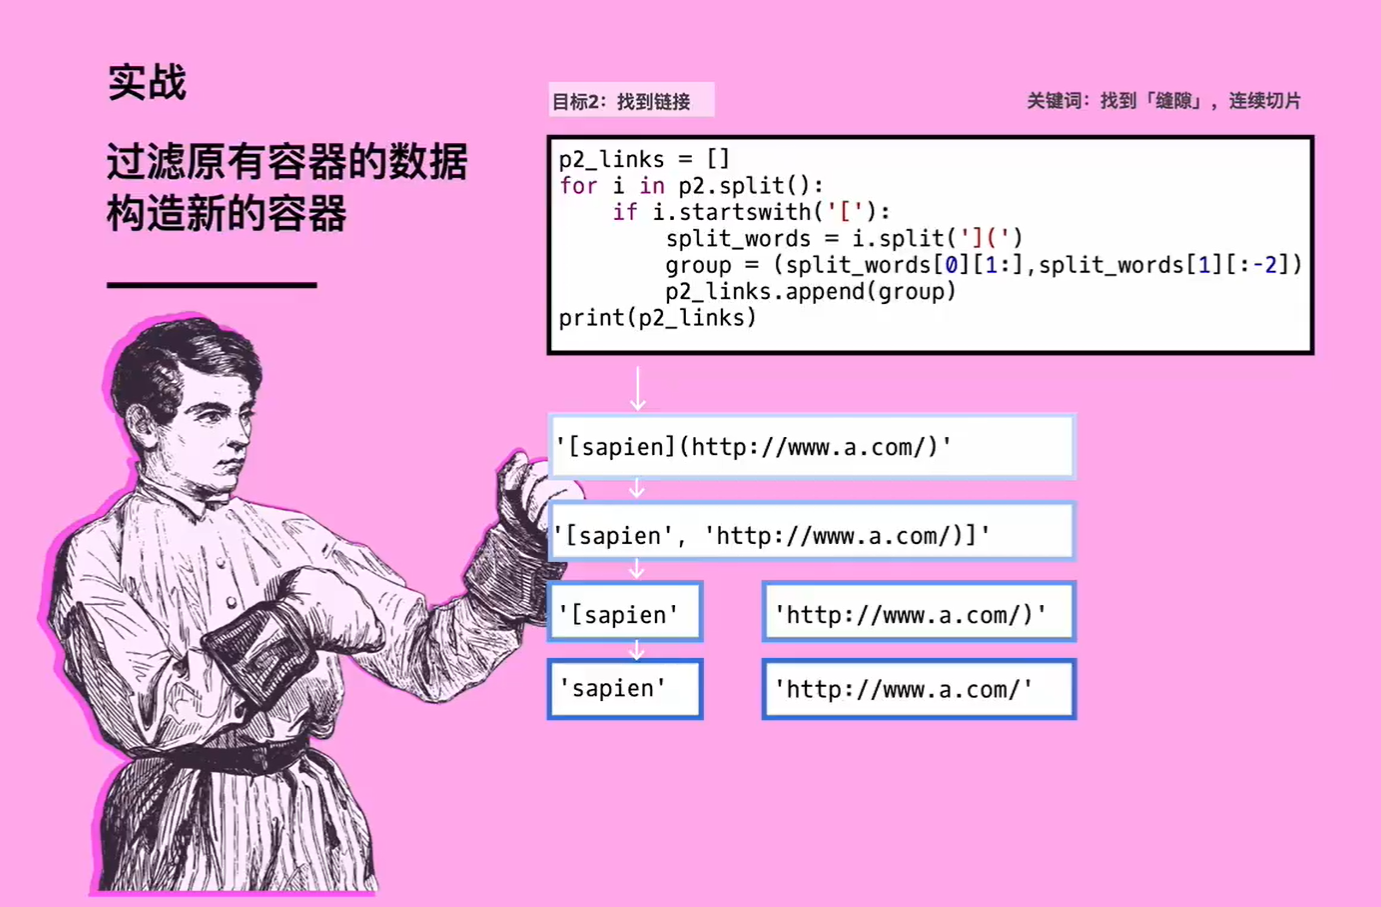 实战
过滤原有容器的数据
构造新的容器
目标2：找到链接
关键词：找到「缝隙」，连续切片
p2_links = []
for i in p2.split():
    if i.startswith('['):
        split_words = i.split('](')
        group = (split_words[0][1:],split_words[1][:-2])
        p2_links.append(group)
print(p2_links)
'[sapien](http://www.a.com/)'
'[sapien', 'http://www.a.com/)]'
'[sapien'
'http://www.a.com/)'
'sapien'
'http://www.a.com/'